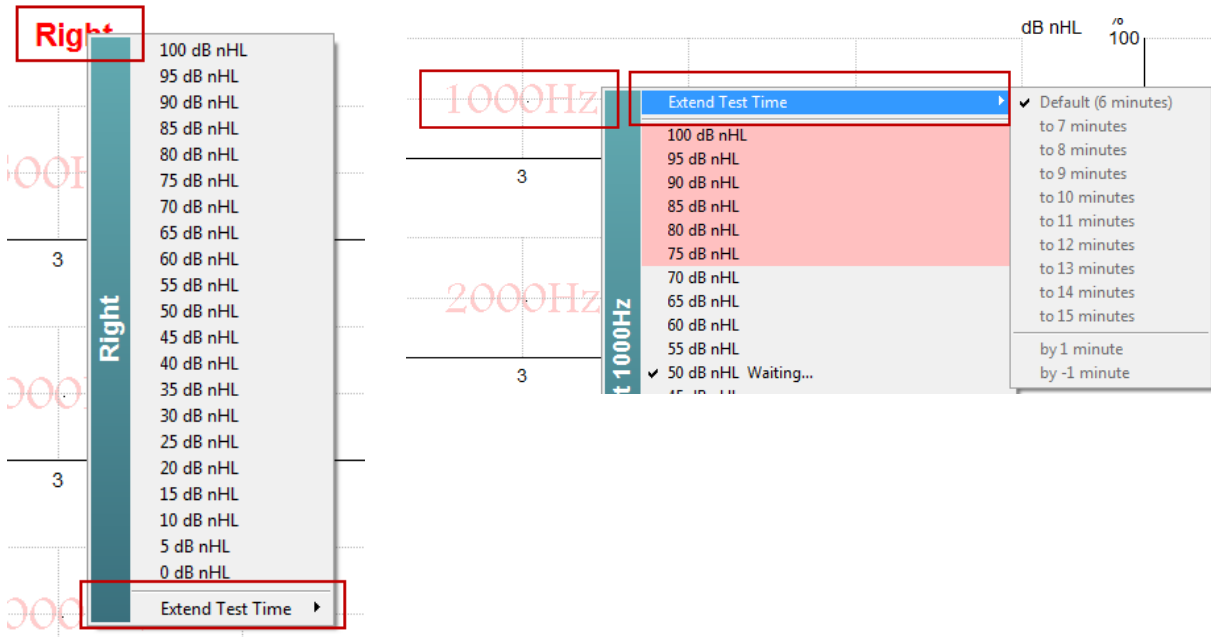 Right
100 dB nHL
95 dB nHL
90 dB nHL
85 dB nHL
80 dB nHL
75 dB nHL
70 dB nHL
65 dB nHL
60 dB nHL
55 dB nHL
50 dB nHL
45 dB nHL
40 dB nHL
35 dB nHL
30 dB nHL
25 dB nHL
20 dB nHL
15 dB nHL
10 dB nHL
5 dB nHL
0 dB nHL
Extend Test Time
Right
3
3
dB nHL
%
100
1000Hz
3
2000Hz
3
Extend Test Time
100 dB nHL
95 dB nHL
90 dB nHL
85 dB nHL
80 dB nHL
75 dB nHL
70 dB nHL
65 dB nHL
60 dB nHL
55 dB nHL
50 dB nHL Waiting...
45 dB nHL
t 1000Hz
Default (6 minutes)
to 7 minutes
to 8 minutes
to 9 minutes
to 10 minutes
to 11 minutes
to 12 minutes
to 13 minutes
to 14 minutes
to 15 minutes
by 1 minute
by -1 minute